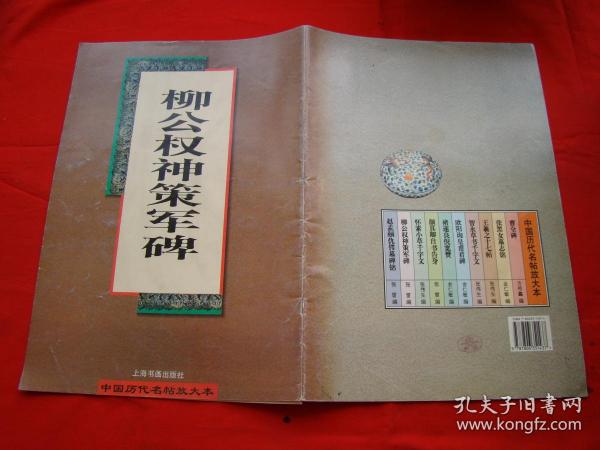 柳公权神策军碑
上海书画出版社
中国历代名帖放大本
中国历代名帖放大本
曹全碑
张黑女墓志铭
王羲之十七帖
智永草书千字文
欧阳询皇甫君碑
褚遂良倪宽赞
颜真卿自书告身
怀素小草千字文
柳公权神策军碑
赵孟頫仇锷墓碑铭
孔夫子旧书网
www.kongfz.com